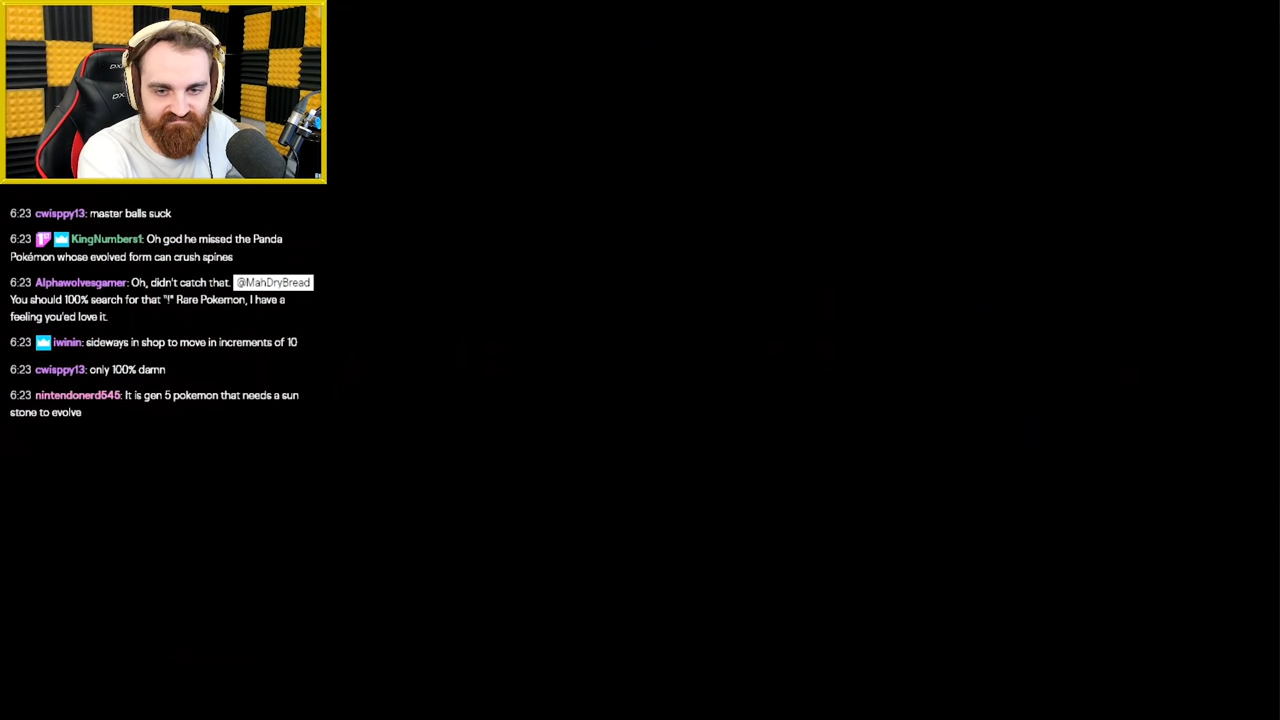 DX
DX
6:23 cwisppy13: master balls suck
6:23 KingNumbers1: Oh god he missed the Panda
Pokémon whose evolved form can crush spines
6:23 Alphawolvesgamer: Oh, didn't catch that. @MahDryBread
You should 100% search for that "!" Rare Pokemon, I have a
feeling you'ed love it.
6:23 iwinin: sideways in shop to move in increments of 10
6:23 cwisppy13: only 100% damn
6:23 nintendonerd545: It is gen 5 pokemon that needs a sun
stone to evolve